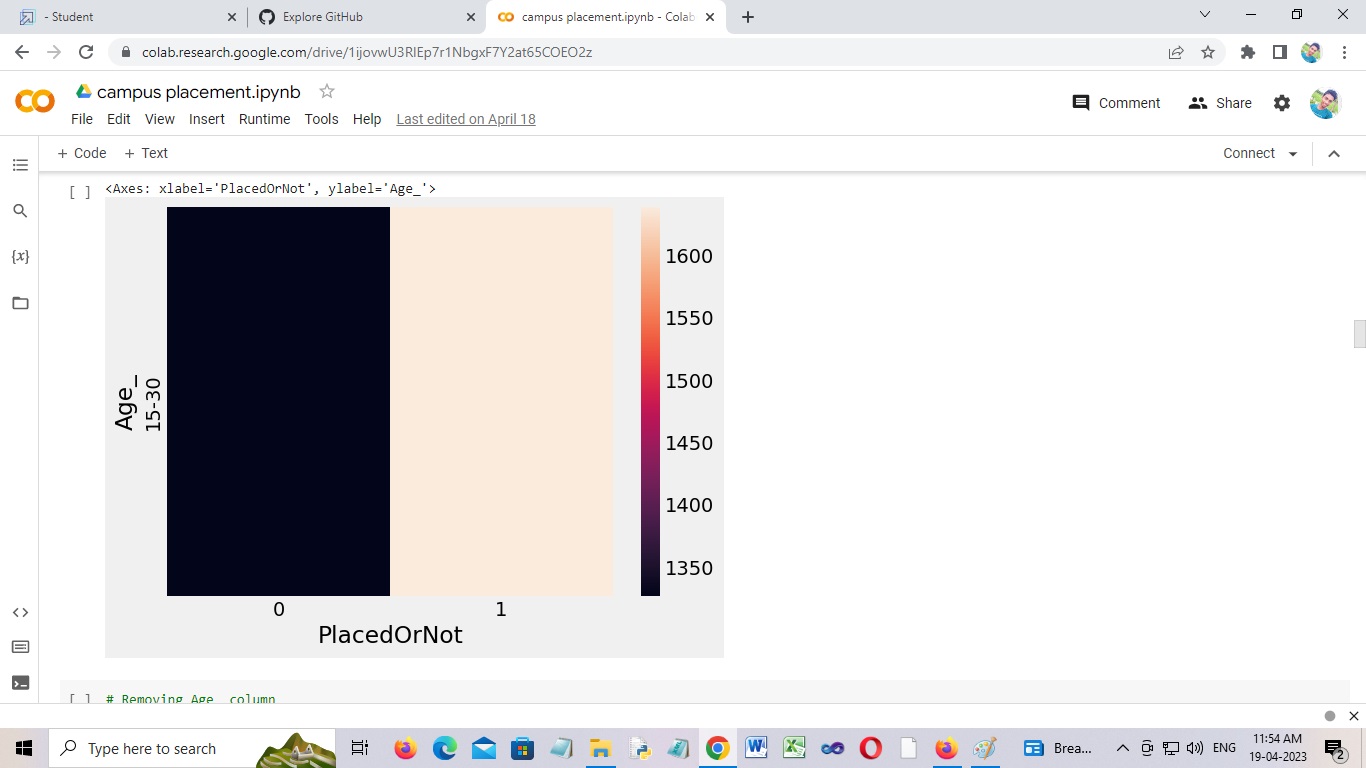 - Student
Explore GitHub
campus placement.ipynb - Colab
colab.research.google.com/drive/1ijovwU3RlEp7r1NbgxF7Y2at65COEO2z
campus placement.ipynb
Comment
Share
File Edit View Insert Runtime Tools Help Last edited on April 18
+ Code + Text
Connect
{x}
[ ] <Axes: xlabel='PlacedOrNot', ylabel='Age_'>
1600
1550
1500
1450
1400
1350
Age_
15-30
0 1
PlacedOrNot
[ ] # Removing Age_ column
Type here to search
Brea...
ENG
11:54 AM
19-04-2023
2